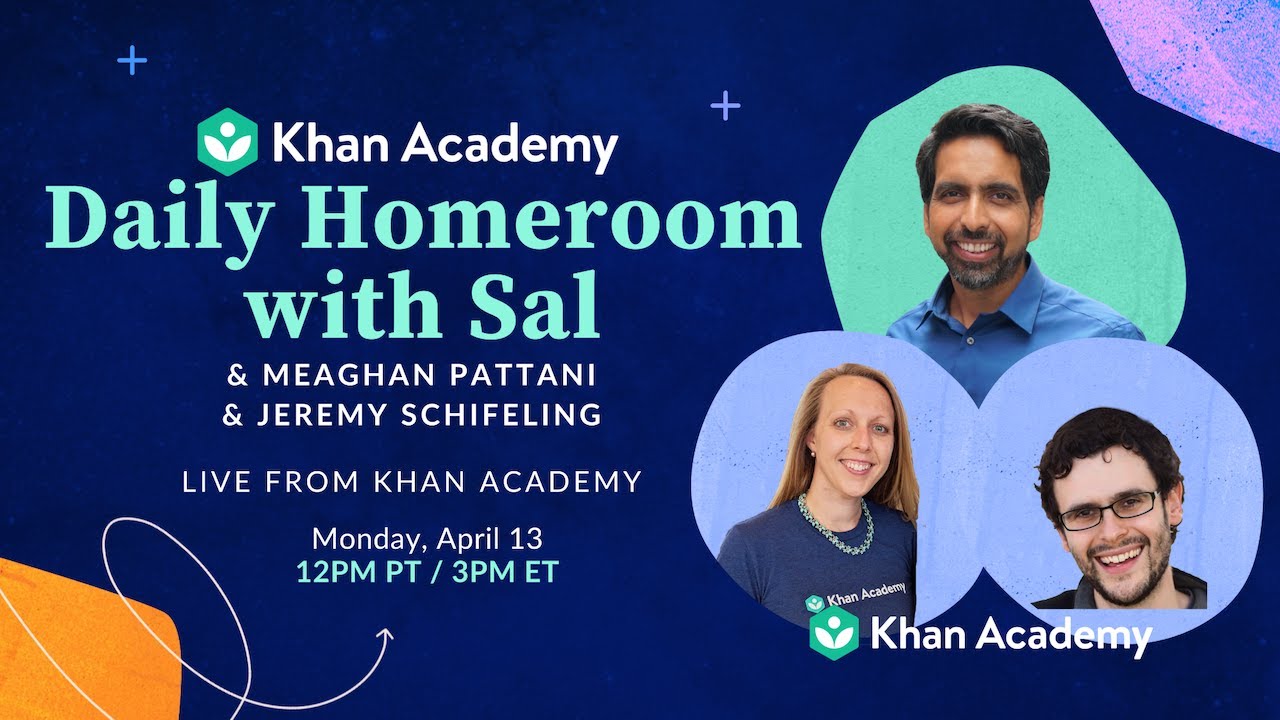 Khan Academy
Daily Homeroom
with Sal
& MEAGHAN PATTANI
& JEREMY SCHIFELING
LIVE FROM KHAN ACADEMY
Monday, April 13
12PM PT / 3PM ET
Khan Academy
Khan Academy